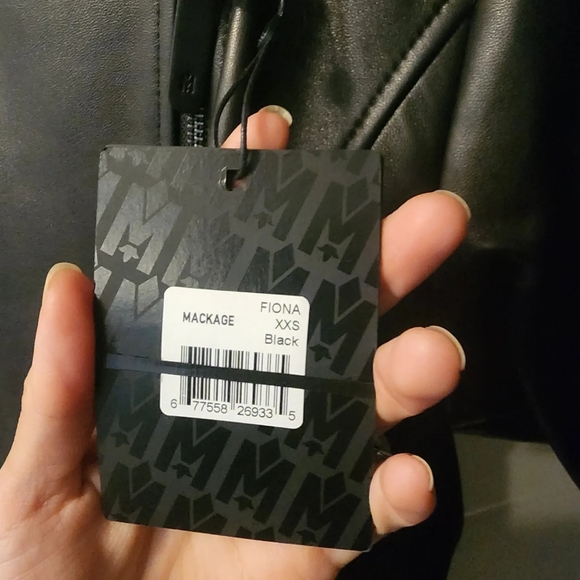 FIONA
MACKAGE XXS
Black
6 77558 26933 5